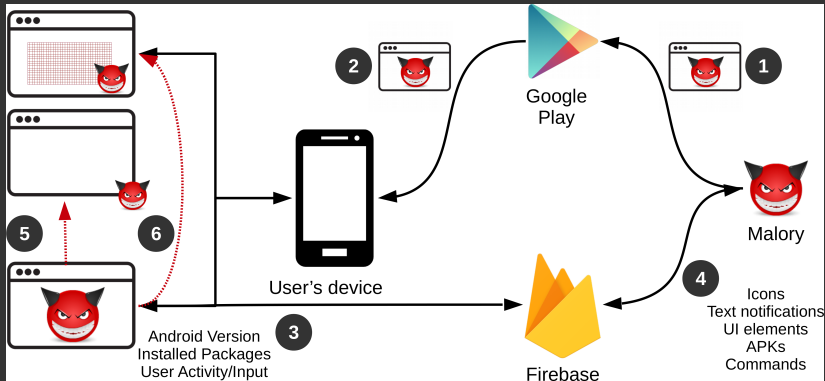 2
1
Google
Play
5
6
Malory
4
User's device
Icons
Text notifications
UI elements
APKs
Commands
3
Android Version
Installed Packages
User Activity/Input
Firebase